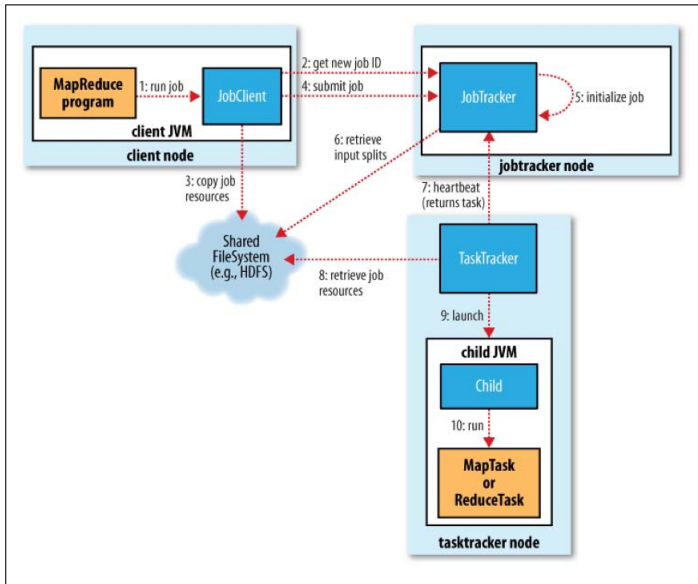 MapReduce
program
1: run job
JobClient
client JVM
client node
2: get new job ID
4: submit job
JobTracker
5: initialize job
jobtracker node
3: copy job
resources
6: retrieve
input splits
7: heartbeat
(returns task)
Shared
FileSystem
(e.g., HDFS)
8: retrieve job
resources
TaskTracker
9: launch
child JVM
Child
10: run
MapTask
or
ReduceTask
tasktracker node